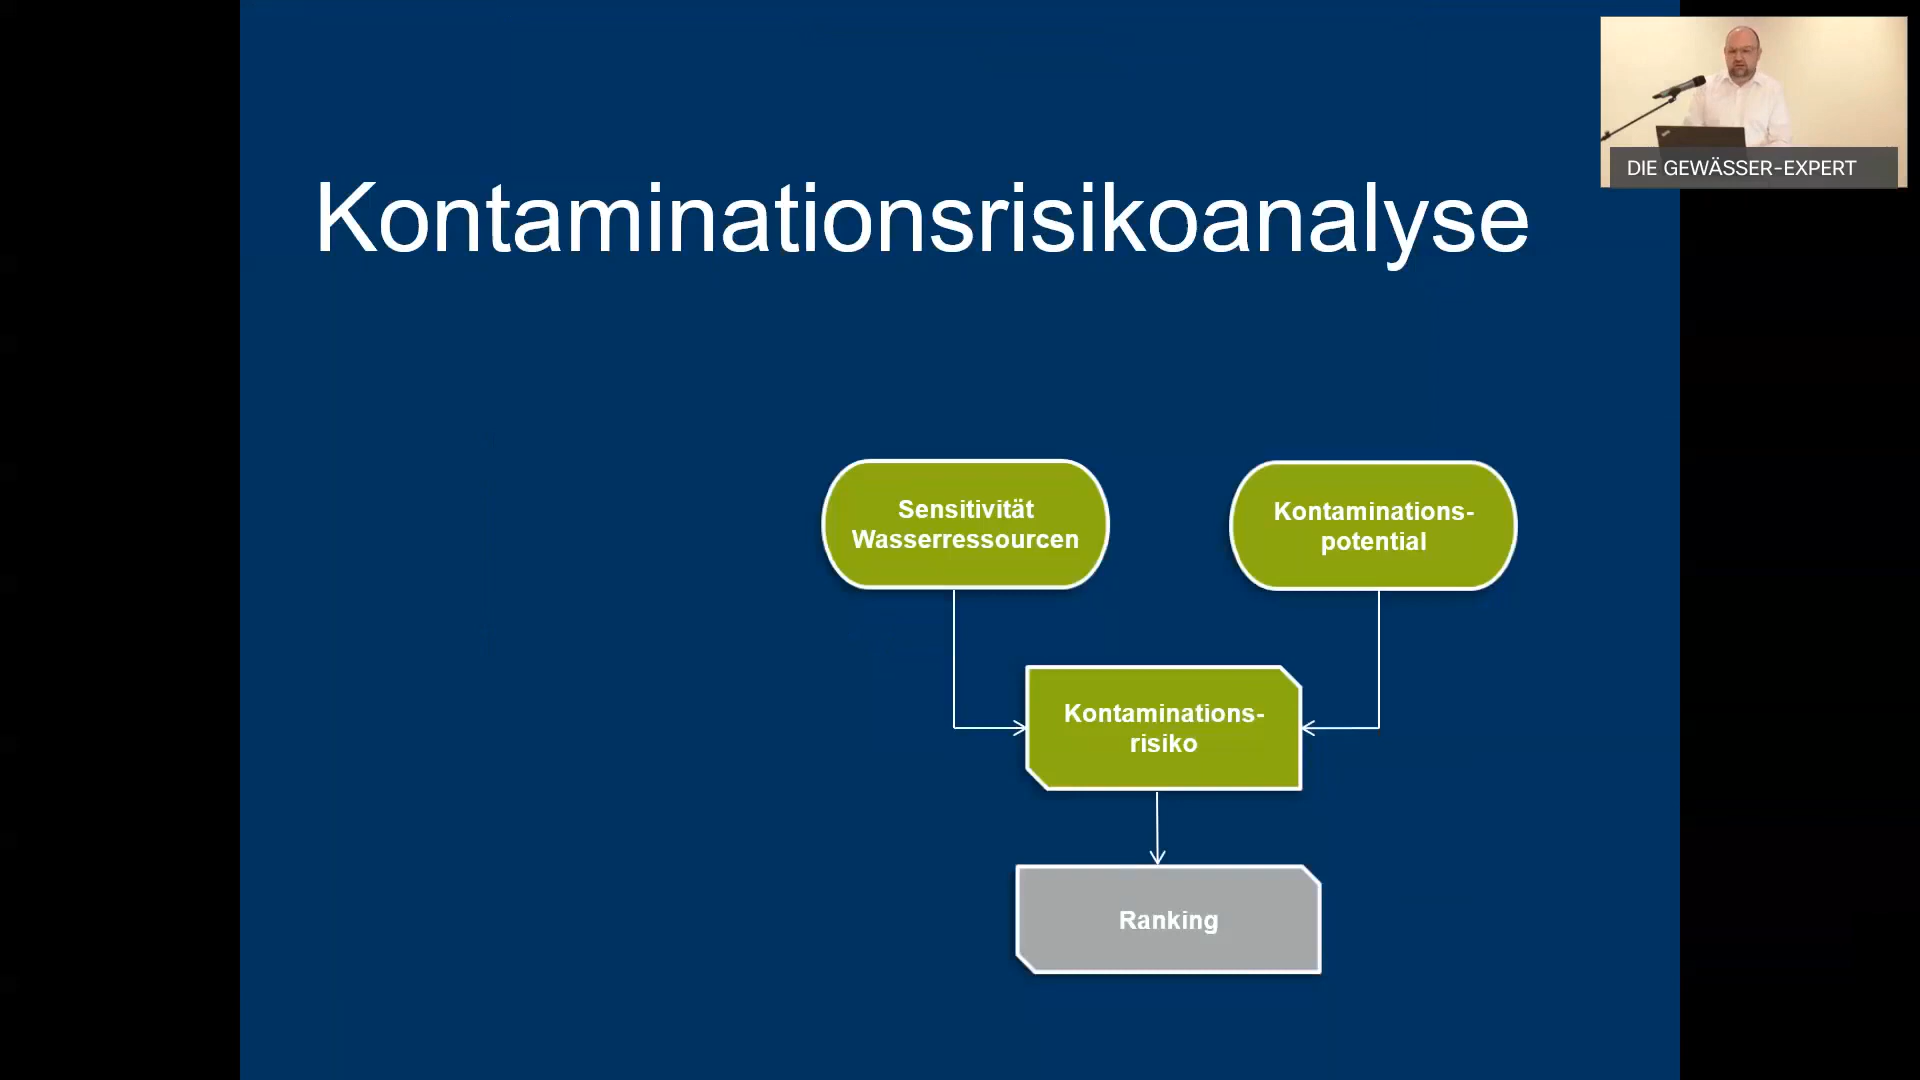 DIE GEWÄSSER-EXPERT
Kontaminationsrisikoanalyse
Sensitivität
Wasserressourcen
Kontaminations-
potential
Kontaminations-
risiko
Ranking